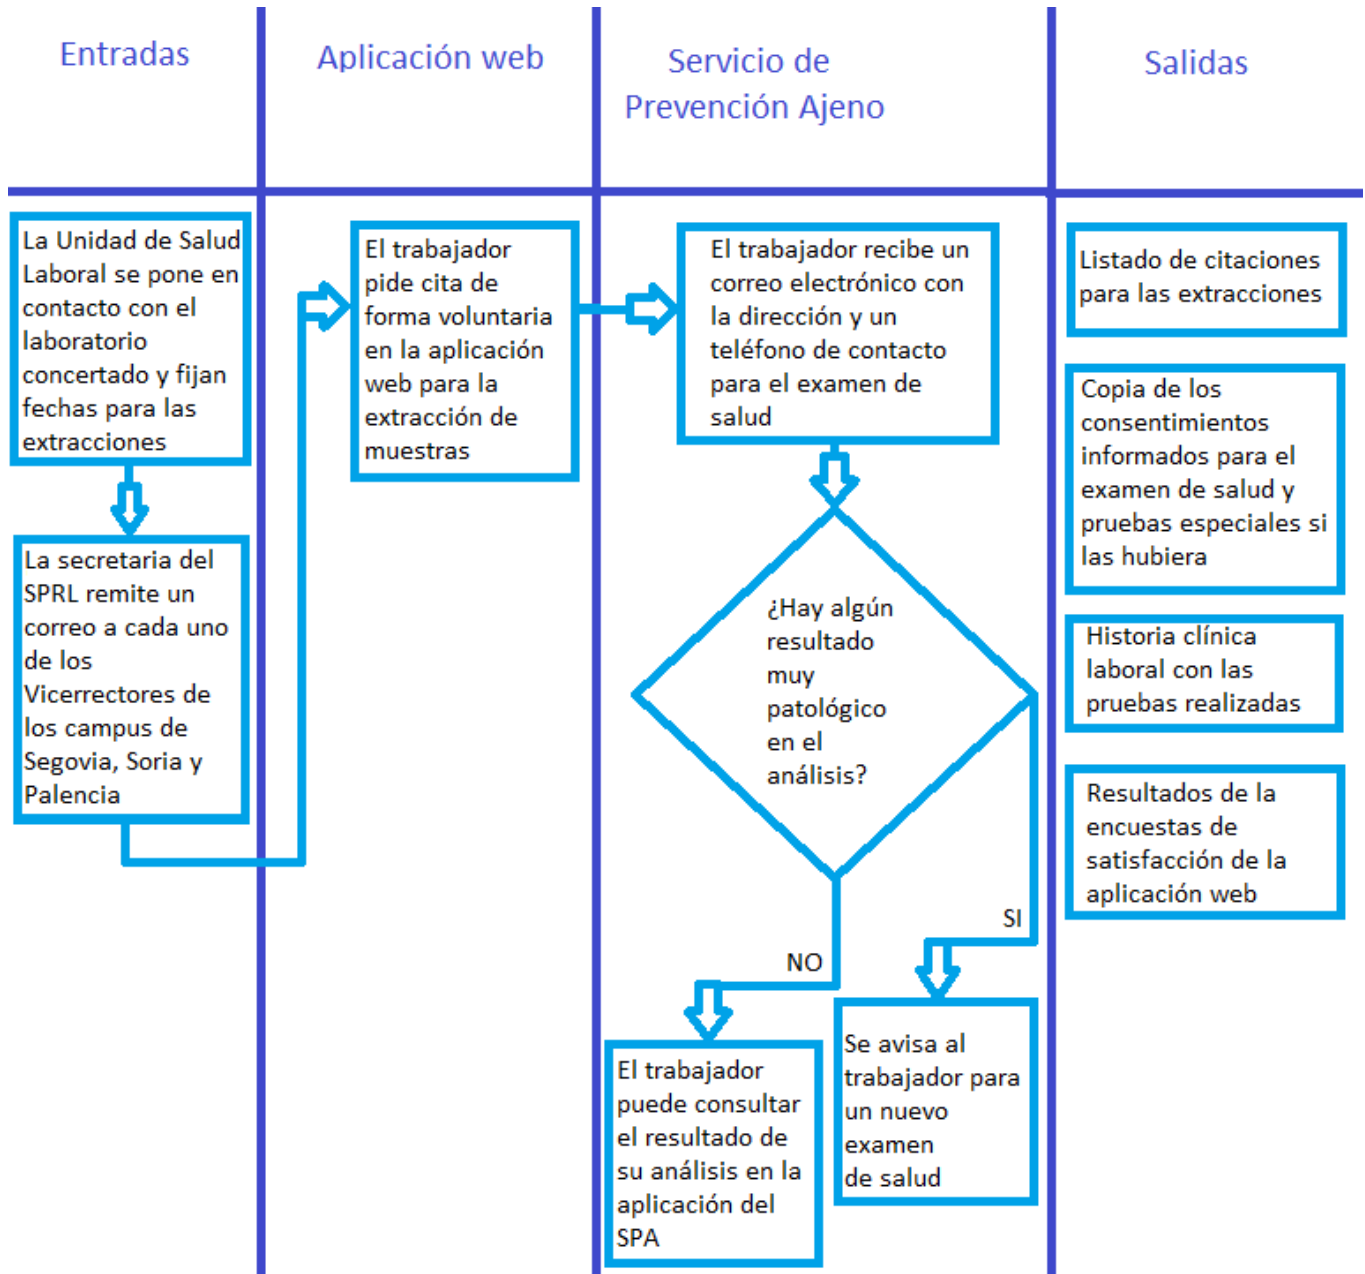 Entradas
Aplicación web
Servicio de
Prevención Ajeno
Salidas
La Unidad de Salud
Laboral se pone en
contacto con el
laboratorio
concertado y fijan
fechas para las
extracciones
La secretaria del
SPRL remite un
correo a cada uno
de los
Vicerrectores de
los campus de
Segovia, Soria y
Palencia
El trabajador
pide cita de
forma voluntaria
en la aplicación
web para la
extracción de
muestras
El trabajador recibe un
correo electrónico con
la dirección y un
teléfono de contacto
para el examen de
salud
¿Hay algún
resultado
muy
patológico
en el
análisis?
NO
SI
El trabajador
puede consultar
el resultado de
su análisis en la
aplicación del
SPA
Se avisa al
trabajador para
un nuevo
examen
de salud
Listado de citaciones
para las extracciones
Copia de los
consentimientos
informados para el
examen de salud y
pruebas especiales si
las hubiera
Historia clínica
laboral con las
pruebas realizadas
Resultados de la
encuestas de
satisfacción de la
aplicación web